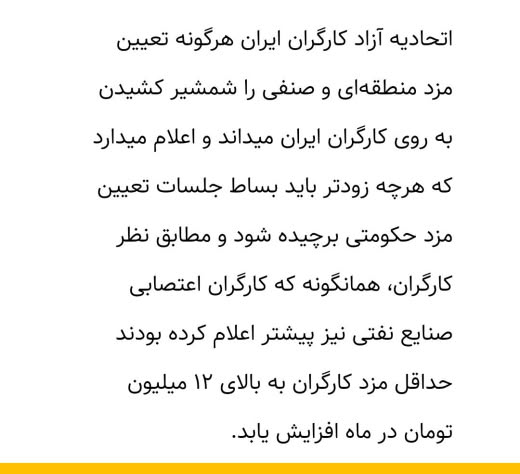 اتحادیه آزاد کارگران ایران هرگونه تعیین
مزد منطقه‌ای و صنفی را شمشیر کشیدن
به روی کارگران ایران میداند و اعلام میدارد
که هرچه زودتر باید بساط جلسات تعیین
مزد حکومتی برچیده شود و مطابق نظر
کارگران، همانگونه که کارگران اعتصابی
صنایع نفتی نیز پیشتر اعلام کرده بودند
حداقل مزد کارگران به بالای ۱۲ میلیون
تومان در ماه افزایش یابد.